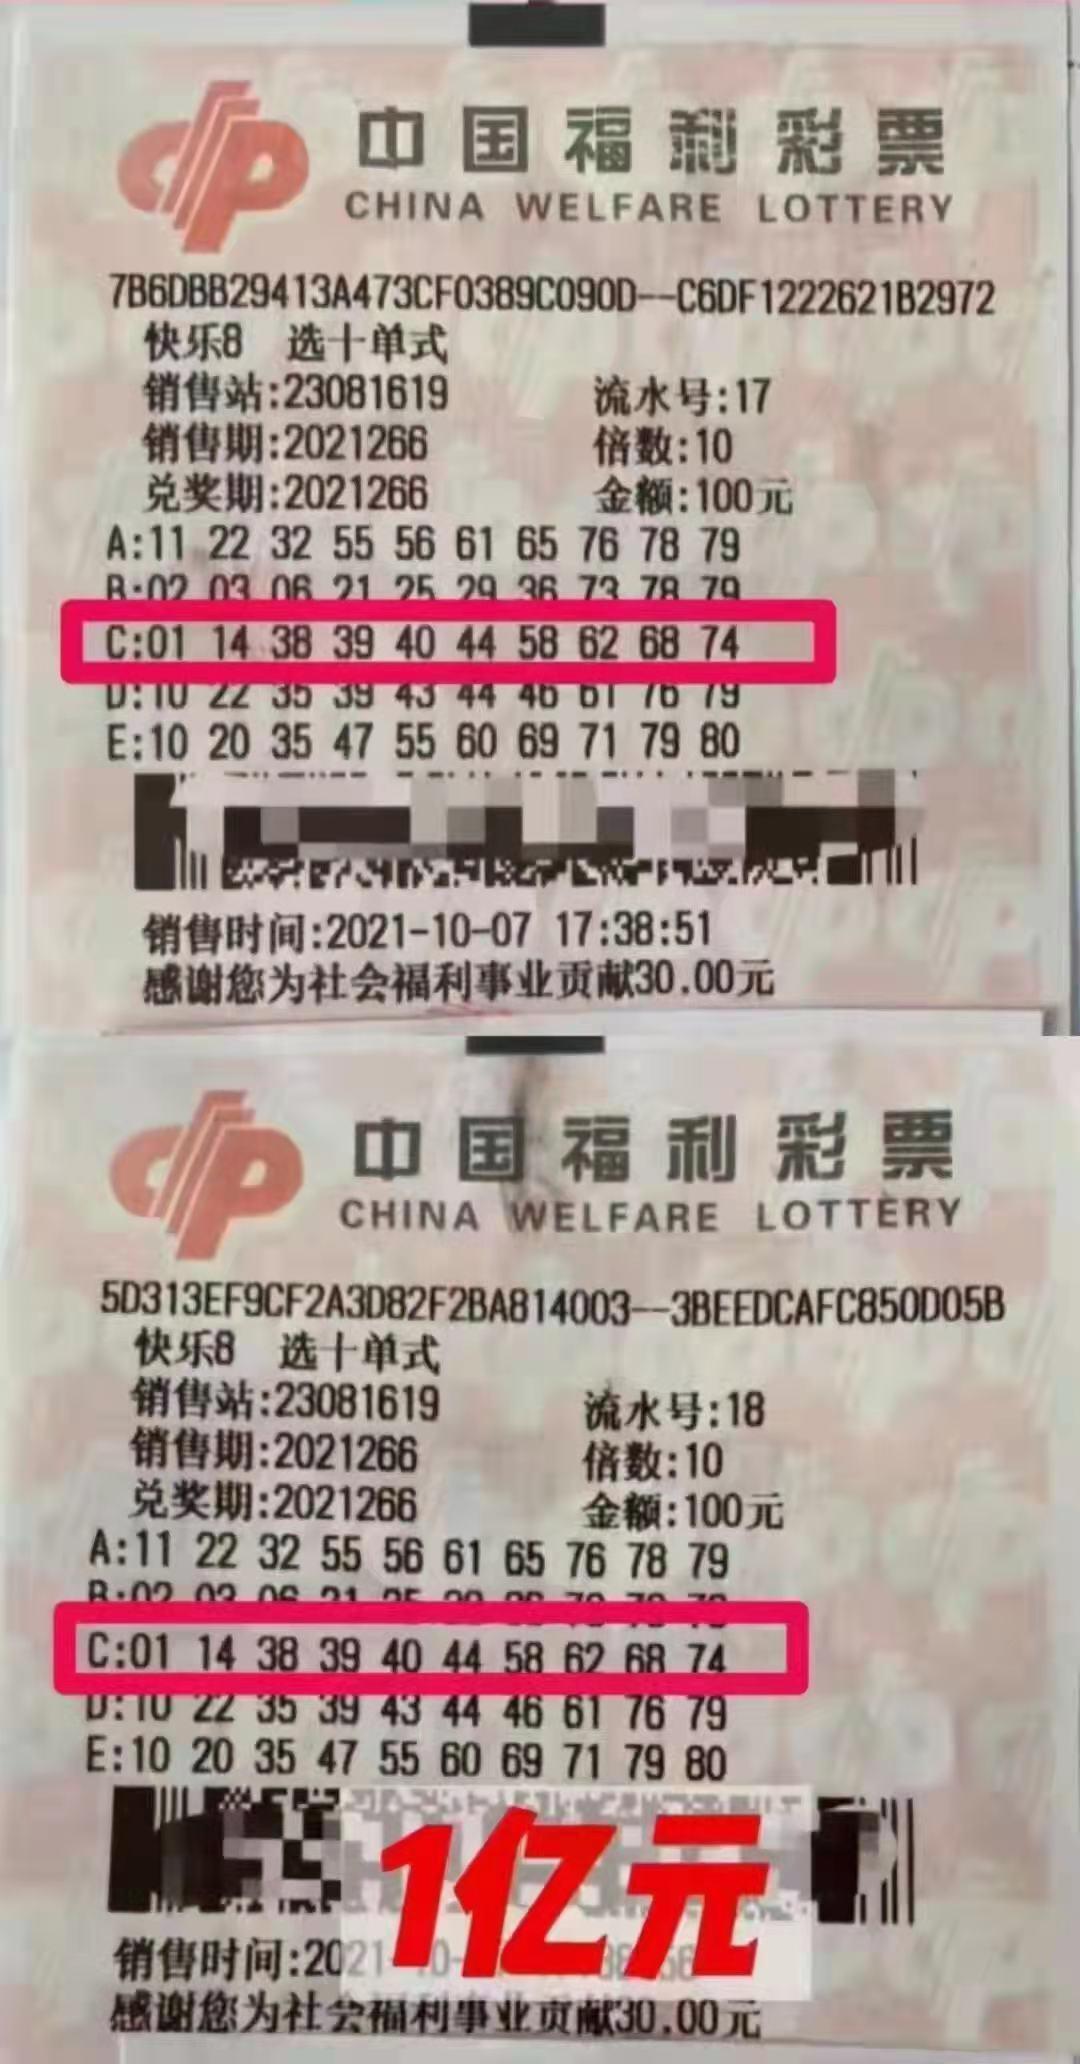 中国福利彩票
CHINA WELFARE LOTTERY
7B6DBB29413A473CF0389C090D--C6DF1222621B2972
快乐8 选十单式
销售站:23081619 流水号:17
销售期:2021266 倍数:10
兑奖期:2021266 金额:100元
A:11 22 32 55 56 61 65 76 78 79
B:02 03 06 21 25 29 36 73 78 79
C:01 14 38 39 40 44 58 62 68 74
D:10 22 35 39 43 44 46 61 76 79
E:10 20 35 47 55 60 69 71 79 80
销售时间:2021-10-07 17:38:51
感谢您为社会福利事业贡献30.00元
中国福利彩票
CHINA WELFARE LOTTERY
5D313EF9CF2A3D82F2BA814003--3BEEDCAFC850D05B
快乐8 选十单式
销售站:23081619 流水号:18
销售期:2021266 倍数:10
兑奖期:2021266 金额:100元
A:11 22 32 55 56 61 65 76 78 79
B:02 03 06 21 25
C:01 14 38 39 40 44 58 62 68 74
D:10 22 35 39 43 44 46 61 76 79
E:10 20 35 47 55 60 69 71 79 80
1亿元
销售时间:2021-10-
感谢您为社会福利事业贡献30.00元